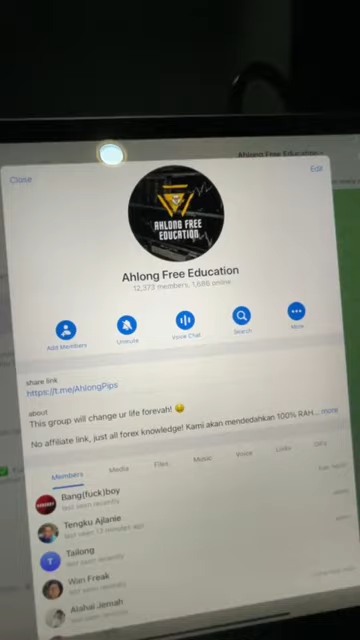 Ahlong Free Education
Close
Edit
AHLONG FREE
EDUCATION
Ahlong Free Education
12,372 members, 1,686 online
Add Members
Unmute
Voice Chat
Search
More
share link
https://t.me/AhlongPips
about
This group will change ur life forevah! 😄
No affiliate link, just all forex knowledge! Kami akan mendedahkan 100% RAH... more
Members
Media
Files
Music
Voice
Links
GIFs
Bang(fuck)boy
last seen recently
Tengku Ajlanie
last seen 13 minutes ago
T
Tailong
last seen recently
Wan Freak
last seen recently
Jemah